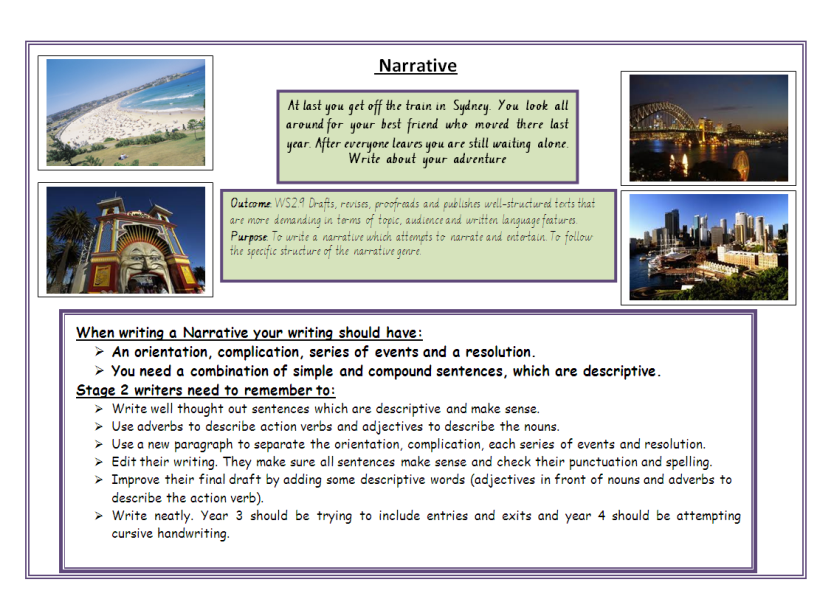 Narrative
At last you get off the train in Sydney. You look all
around for your best friend who moved there last
year. After everyone leaves you are still waiting alone.
Write about your adventure
Outcome: WS2.9 Drafts, revises, proofreads and publishes well-structured texts that
are more demanding in terms of topic, audience and written language features.
Purpose: To write a narrative which attempts to narrate and entertain. To follow
the specific structure of the narrative genre.
When writing a Narrative your writing should have:
➢ An orientation, complication, series of events and a resolution.
➢ You need a combination of simple and compound sentences, which are descriptive.
Stage 2 writers need to remember to:
➢ Write well thought out sentences which are descriptive and make sense.
➢ Use adverbs to describe action verbs and adjectives to describe the nouns.
➢ Use a new paragraph to separate the orientation, complication, each series of events and resolution.
➢ Edit their writing. They make sure all sentences make sense and check their punctuation and spelling.
➢ Improve their final draft by adding some descriptive words (adjectives in front of nouns and adverbs to
describe the action verb).
➢ Write neatly. Year 3 should be trying to include entries and exits and year 4 should be attempting
cursive handwriting.